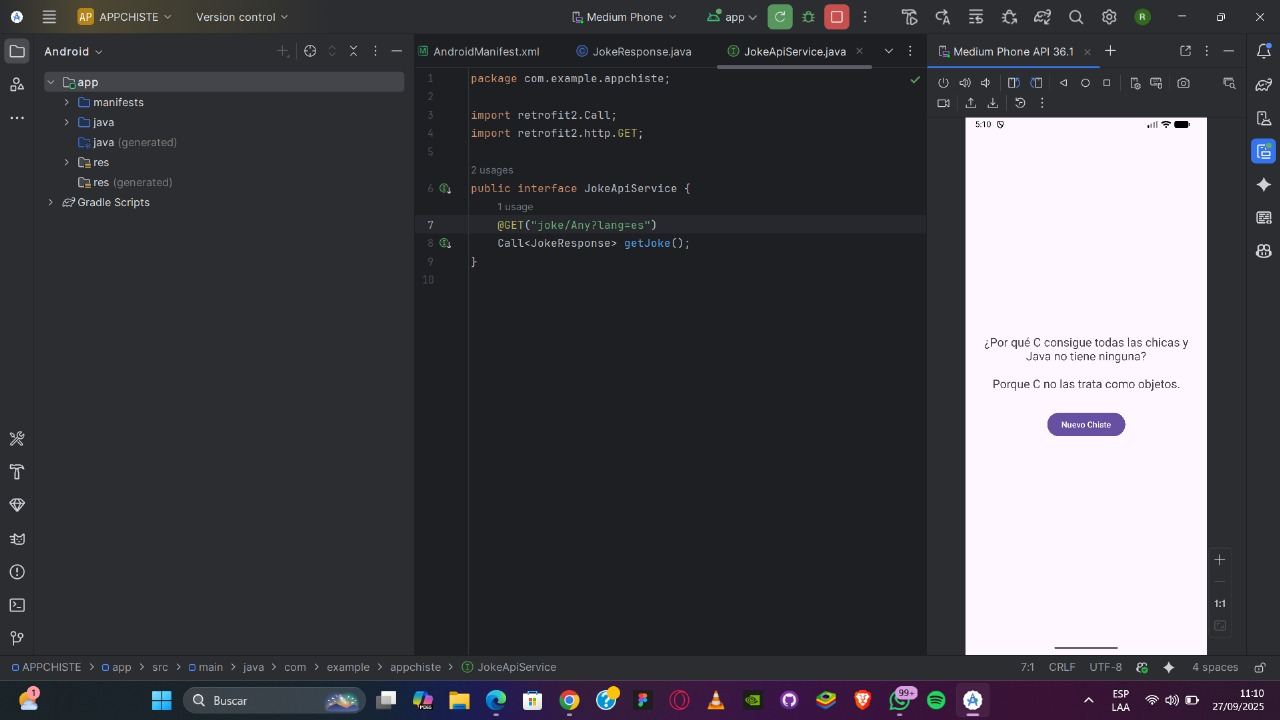 AP APPCHISTE
Version control
Medium Phone
app
R
Android
AndroidManifest.xml
JokeResponse.java
JokeApiService.java
Medium Phone API 36.1
app
manifests
java
java (generated)
res
res (generated)
Gradle Scripts
1 package com.example.appchiste;
2
3 import retrofit2.Call;
4 import retrofit2.http.GET;
5
2 usages
6 public interface JokeApiService {
1 usage
7 @GET("joke/Any?lang=es")
8 Call<JokeResponse> getJoke();
9 }
10
5:10
¿Por qué C consigue todas las chicas y
Java no tiene ninguna?
Porque C no las trata como objetos.
Nuevo Chiste
1:1
APPCHISTE > app > src > main > java > com > example > appchiste > JokeApiService
7:1 CRLF UTF-8 4 spaces
1
Buscar
99+
ESP
LAA
11:10
27/09/2025